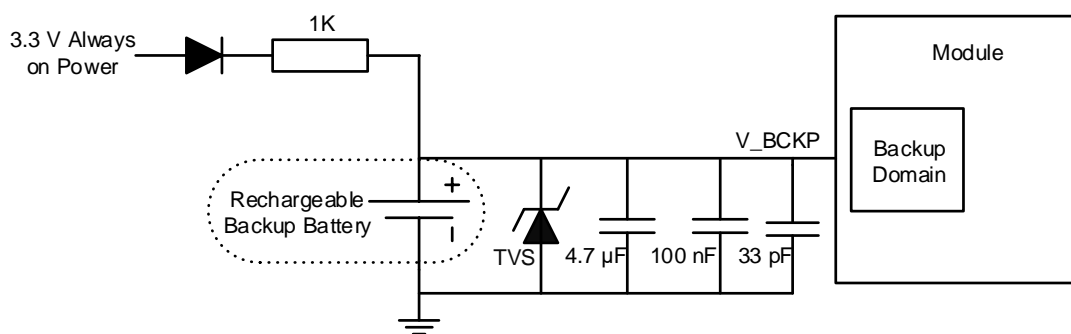 1K
3.3 V Always
on Power
Module
V_BCKP
Backup
Domain
Rechargeable
Backup Battery
+
-
TVS
4.7 µF
100 nF
33 pF